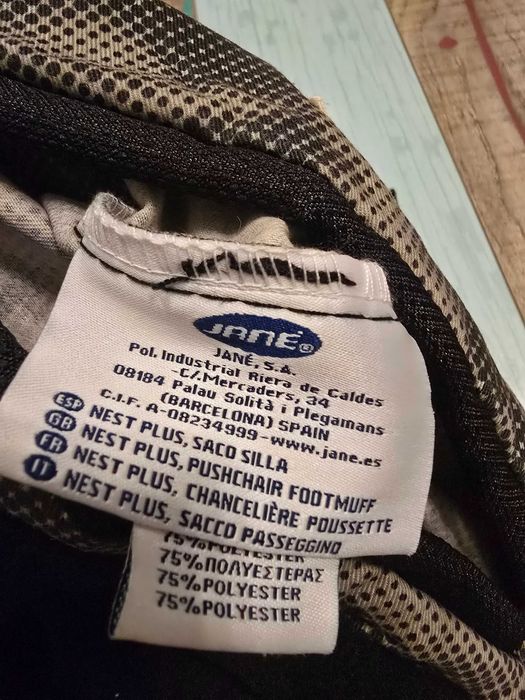 JANÉ®
JANÉ, S.A.
Pol. Industrial Riera de Caldes
C/. Mercaders, 34
08184 Palau Solità i Plegamans
(BARCELONA) SPAIN
C.I.F. A-08234999-www.jane.es
ESP NEST PLUS, SACO SILLA
GB NEST PLUS, PUSHCHAIR FOOTMUFF
FR NEST PLUS, CHANCELIÈRE POUSSETTE
IT NEST PLUS, SACCO PASSEGGINO
75%POLYESTER
75%ΠΟΛΥΕΣΤΕΡΑΣ
75%POLYESTER
75%POLYESTER